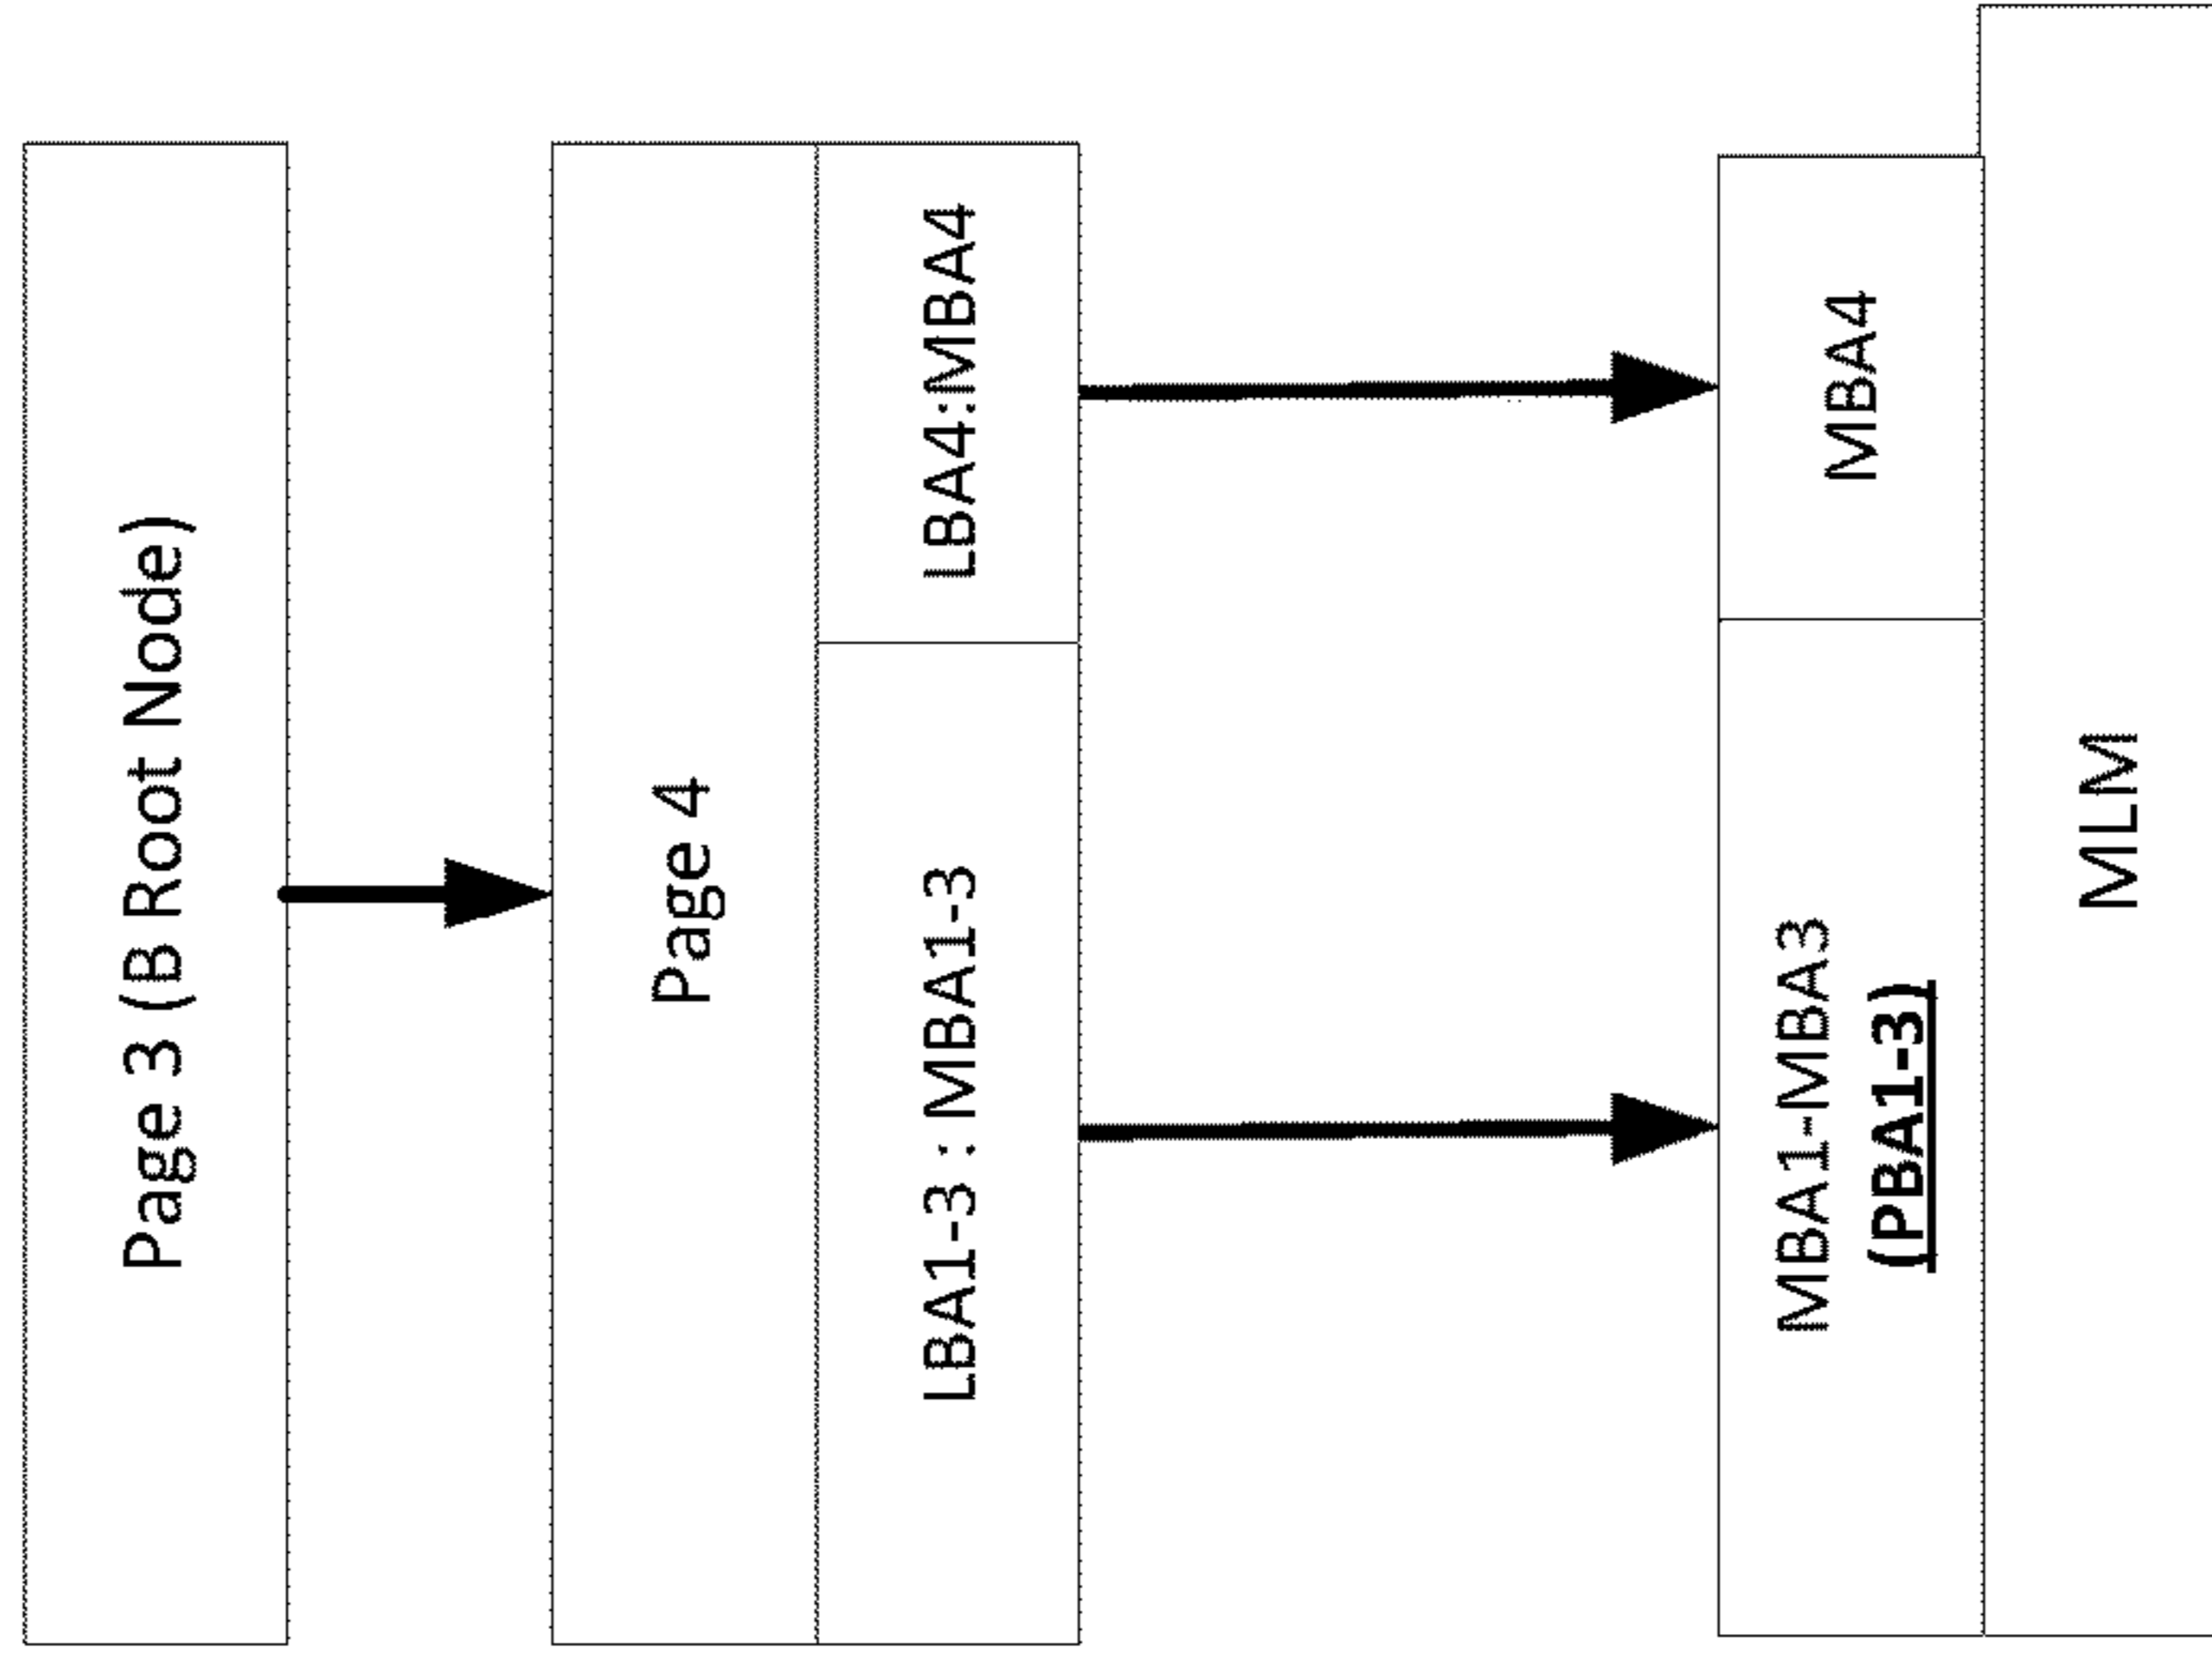 Page 3 (B Root Node)
Page 4
LBA1-3 : MBA1-3
LBA4:MBA4
MBA1-MBA3
(PBA1-3)
MBA4
MLM